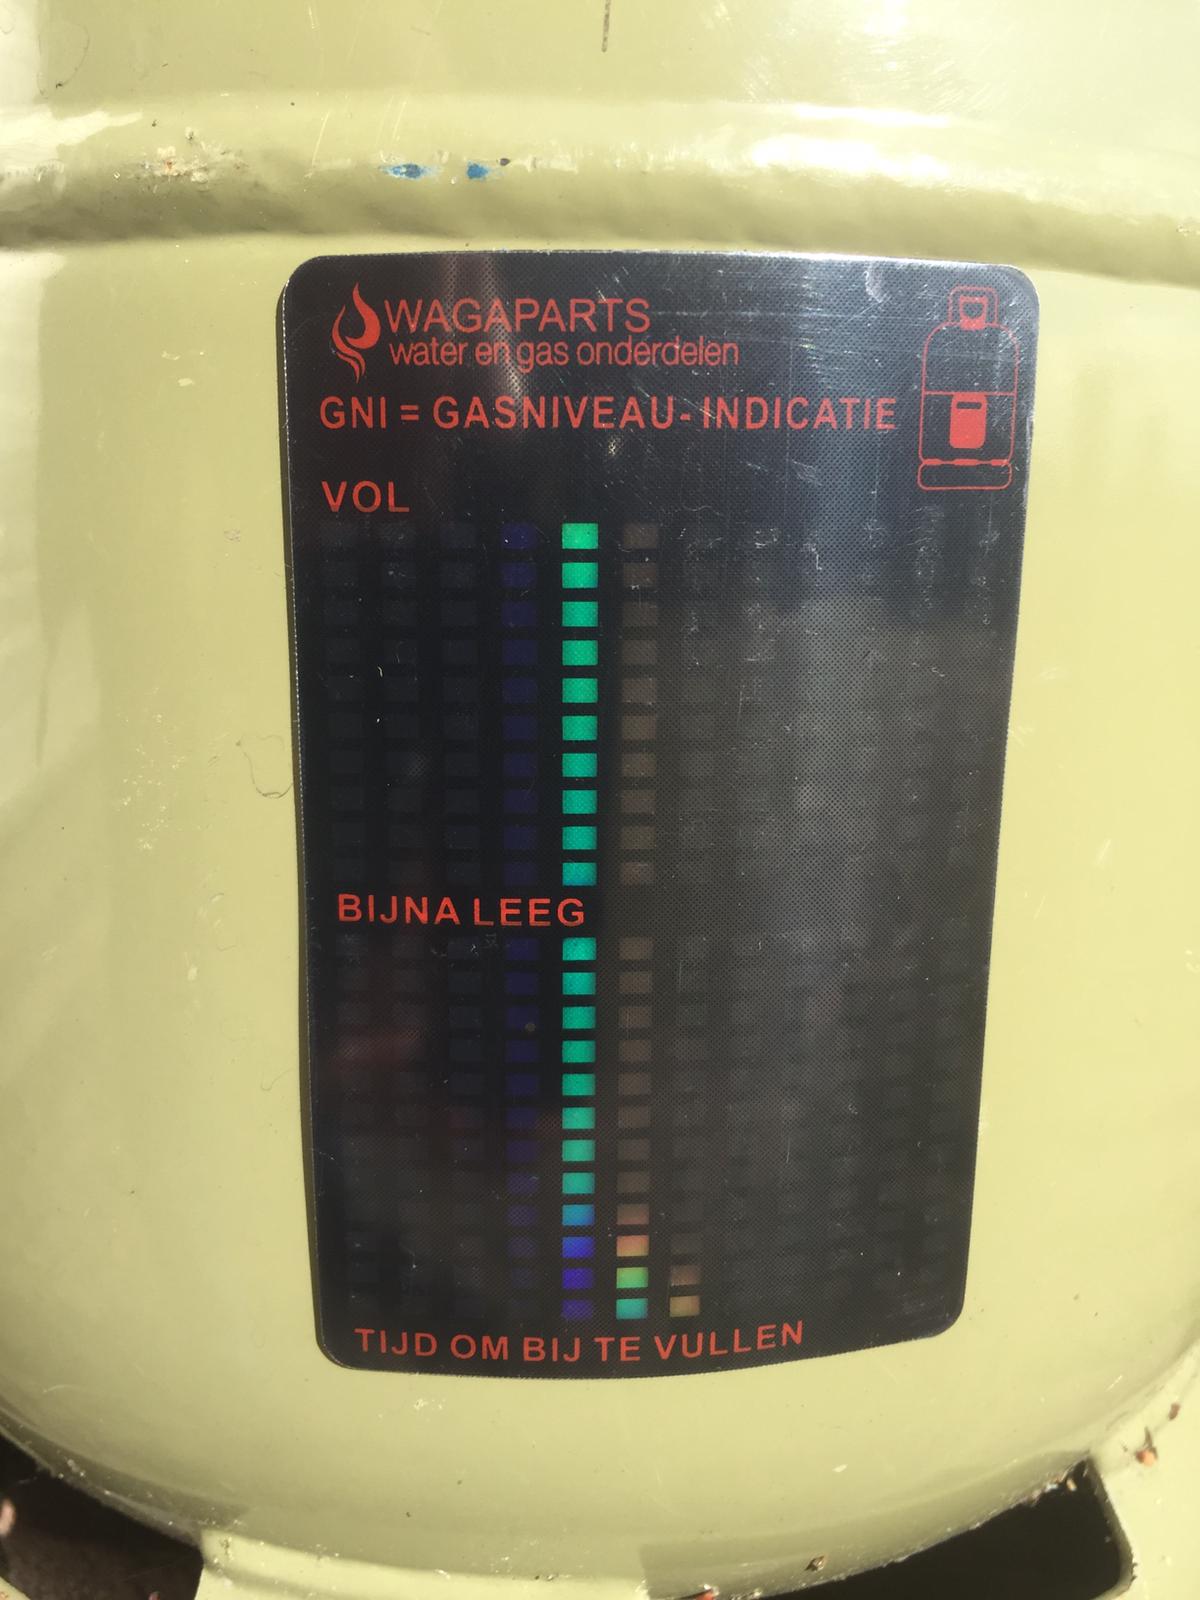 WAGAPARTS
water en gas onderdelen
GNI = GASNIVEAU- INDICATIE
VOL
BIJNA LEEG
TIJD OM BIJ TE VULLEN